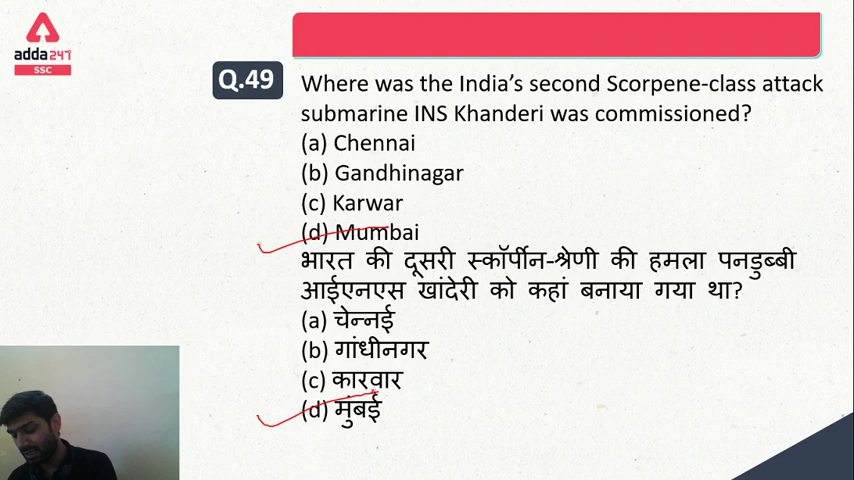 adda247
SSC
Q.49
Where was the India's second Scorpene-class attack
submarine INS Khanderi was commissioned?
(a) Chennai
(b) Gandhinagar
(c) Karwar
(d) Mumbai
भारत की दूसरी स्कॉर्पीन-श्रेणी की हमला पनडुब्बी
आईएनएस खांदेरी को कहां बनाया गया था?
(a) चेन्नई
(b) गांधीनगर
(c) कारवार
(d) मुंबई